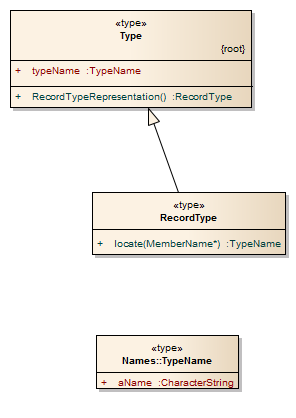 «type»
Type
{root}
+ typeName :TypeName
+ RecordTypeRepresentation() :RecordType
«type»
RecordType
+ locate(MemberName*) :TypeName
«type»
Names::TypeName
+ aName :CharacterString